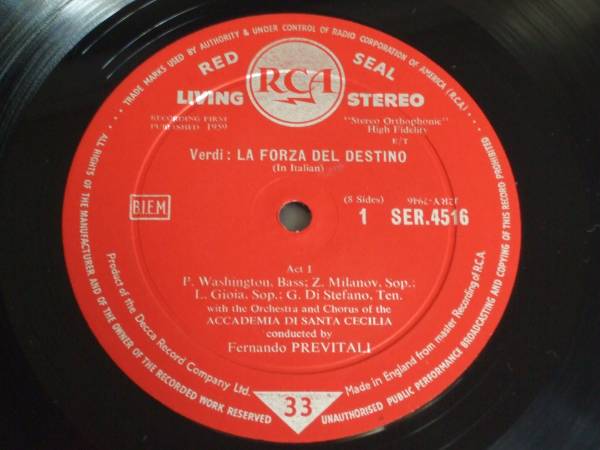 TRADE MARKS USED BY AUTHORITY & UNDER CONTROL OF RADIO CORPORATION OF AMERICA (R.C.A.)
RCA
RED SEAL
LIVING STEREO
RECORDING FIRST PUBLISHED 1959
"Stereo Orthophonic"
High Fidelity
E/T
Verdi: LA FORZA DEL DESTINO
(In Italian)
B.I.E.M
(8 Sides)
1
SER.4516
Act 1
P. Washington, Bass; Z. Milanov, Sop.;
L. Gioia, Sop.; G. Di Stefano, Ten.
with the Orchestra and Chorus of the
ACCADEMIA DI SANTA CECILIA
conducted by
Fernando PREVITALI
Product of the Decca Record Company Ltd.
Made in England from master Recording of R.C.A.
33
ALL RIGHTS OF THE MANUFACTURER AND OF THE OWNER OF THE RECORDED WORK RESERVED
UNAUTHORISED PUBLIC PERFORMANCE BROADCASTING AND COPYING OF THIS RECORD PROHIBITED